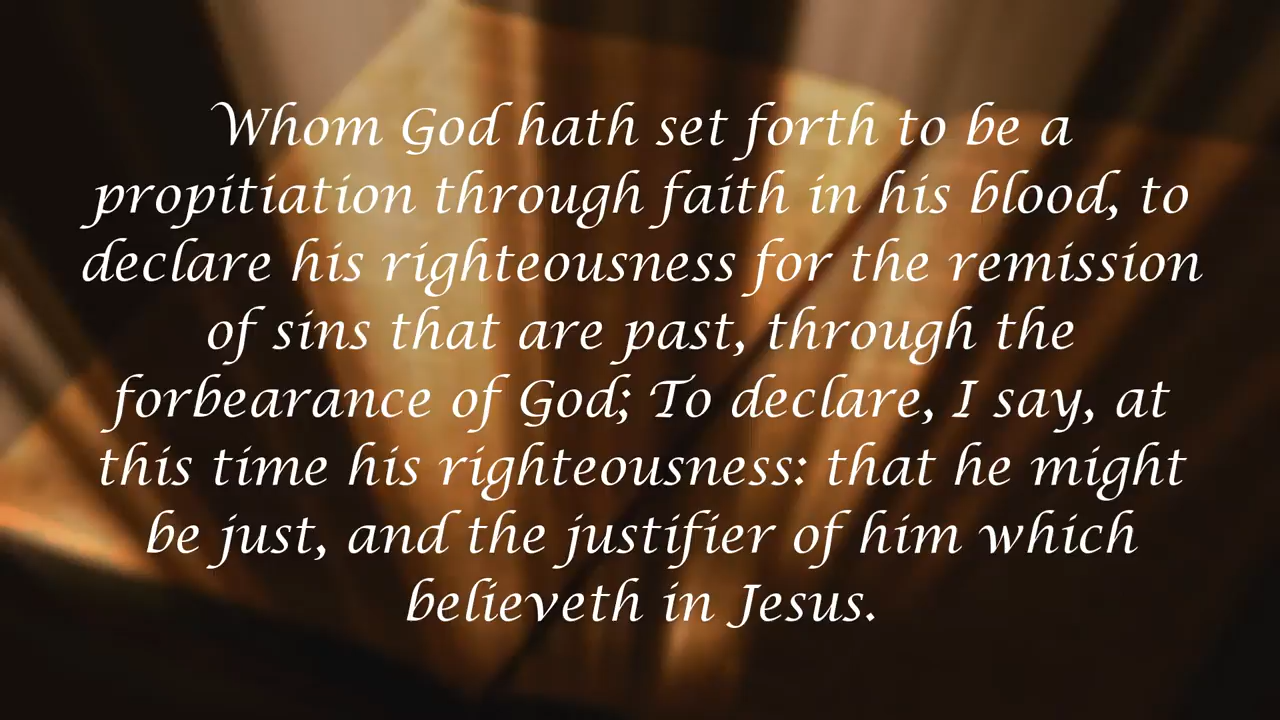 Whom God hath set forth to be a
propitiation through faith in his blood, to
declare his righteousness for the remission
of sins that are past, through the
forbearance of God; To declare, I say, at
this time his righteousness: that he might
be just, and the justifier of him which
believeth in Jesus.